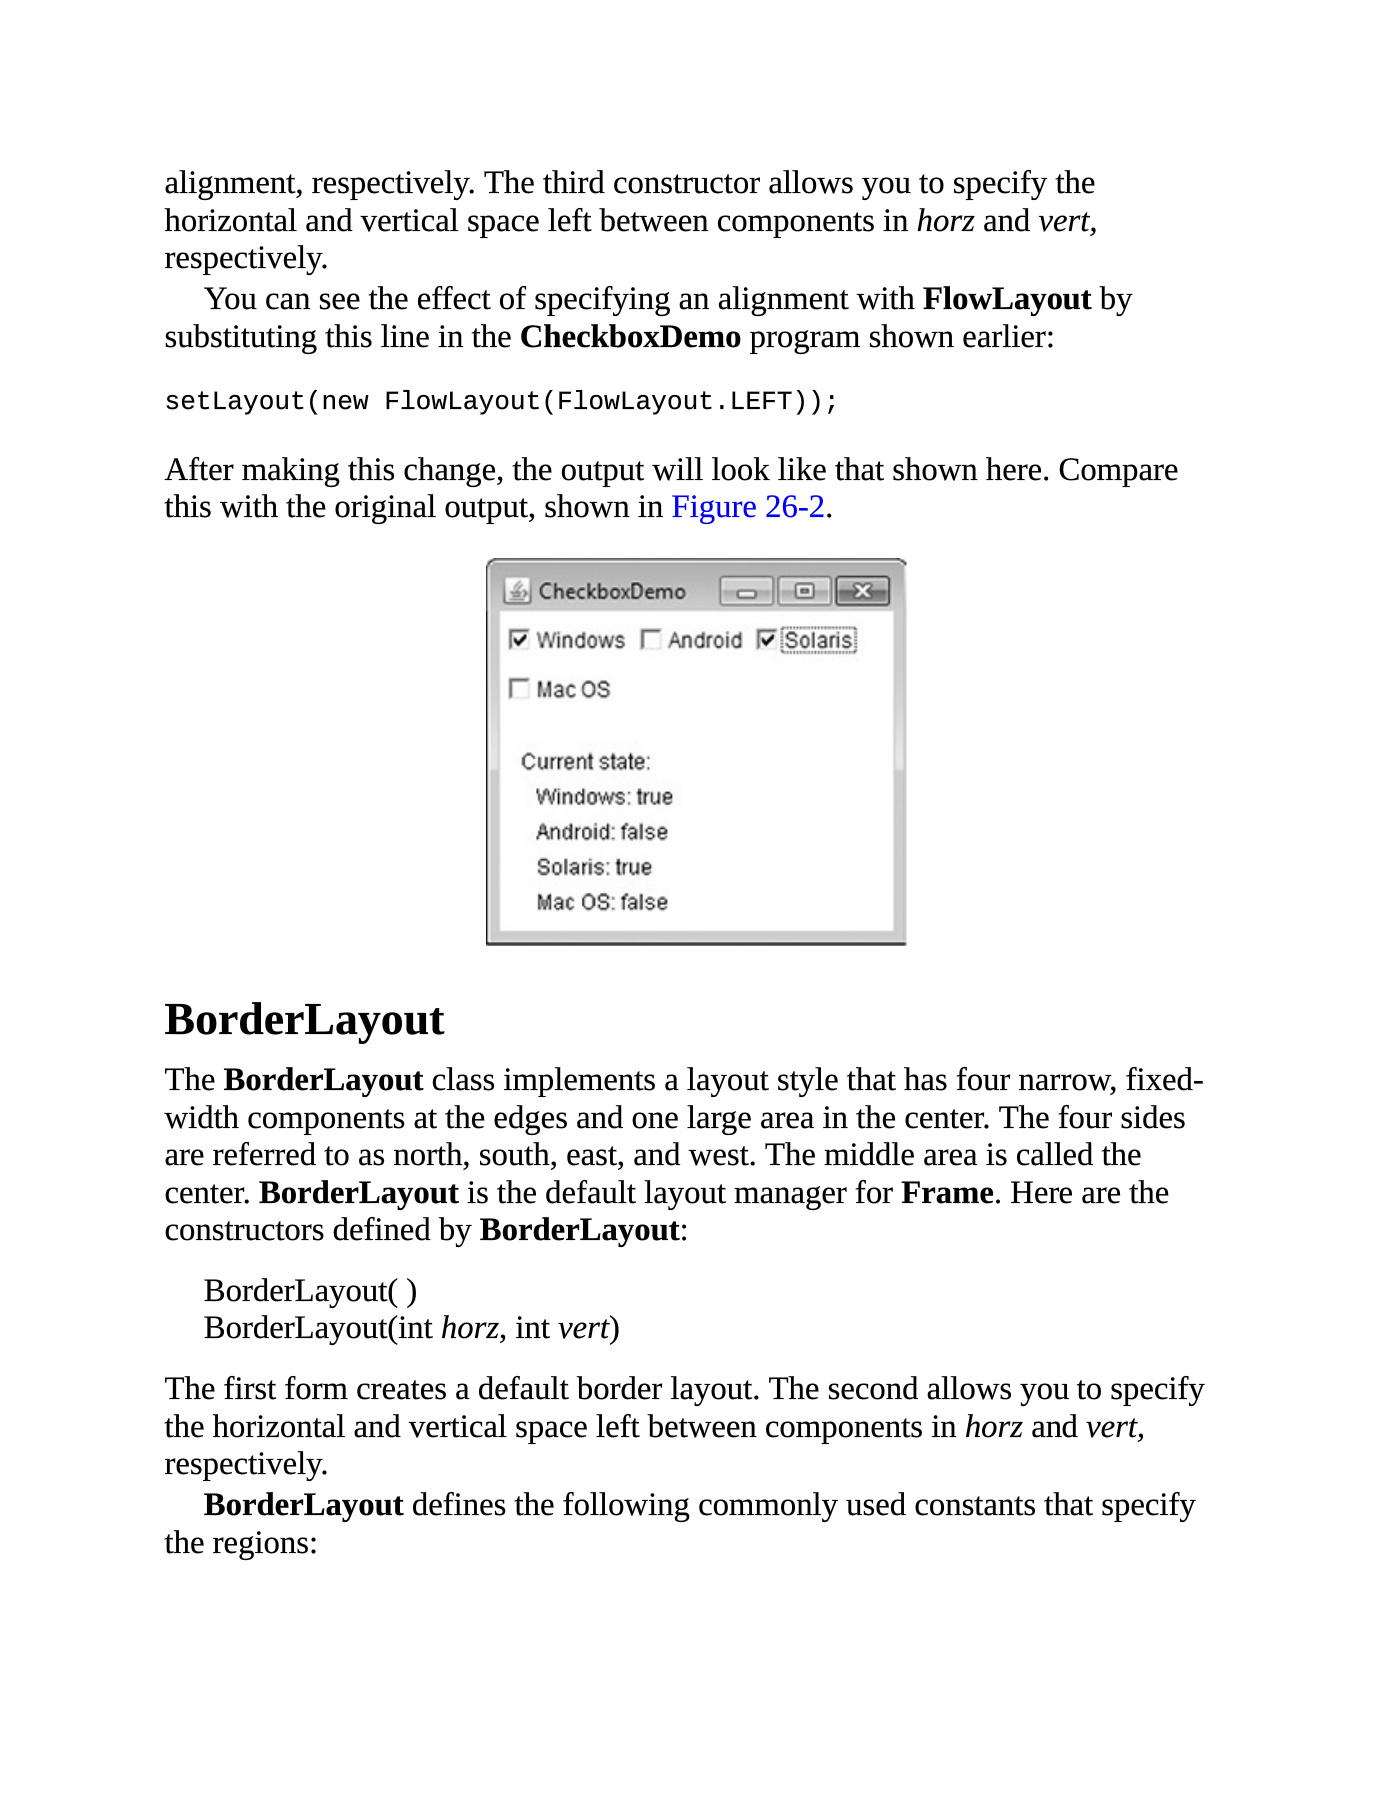 alignment, respectively. The third constructor allows you to specify the
horizontal and vertical space left between components in horz and vert,
respectively.
You can see the effect of specifying an alignment with FlowLayout by
substituting this line in the CheckboxDemo program shown earlier:
setLayout(new FlowLayout(FlowLayout.LEFT));
After making this change, the output will look like that shown here. Compare
this with the original output, shown in Figure 26-2.
CheckboxDemo
Windows Android Solaris
Mac OS
Current state:
Windows: true
Android: false
Solaris: true
Mac OS: false
BorderLayout
The BorderLayout class implements a layout style that has four narrow, fixed-
width components at the edges and one large area in the center. The four sides
are referred to as north, south, east, and west. The middle area is called the
center. BorderLayout is the default layout manager for Frame. Here are the
constructors defined by BorderLayout:
BorderLayout( )
BorderLayout(int horz, int vert)
The first form creates a default border layout. The second allows you to specify
the horizontal and vertical space left between components in horz and vert,
respectively.
BorderLayout defines the following commonly used constants that specify
the regions: